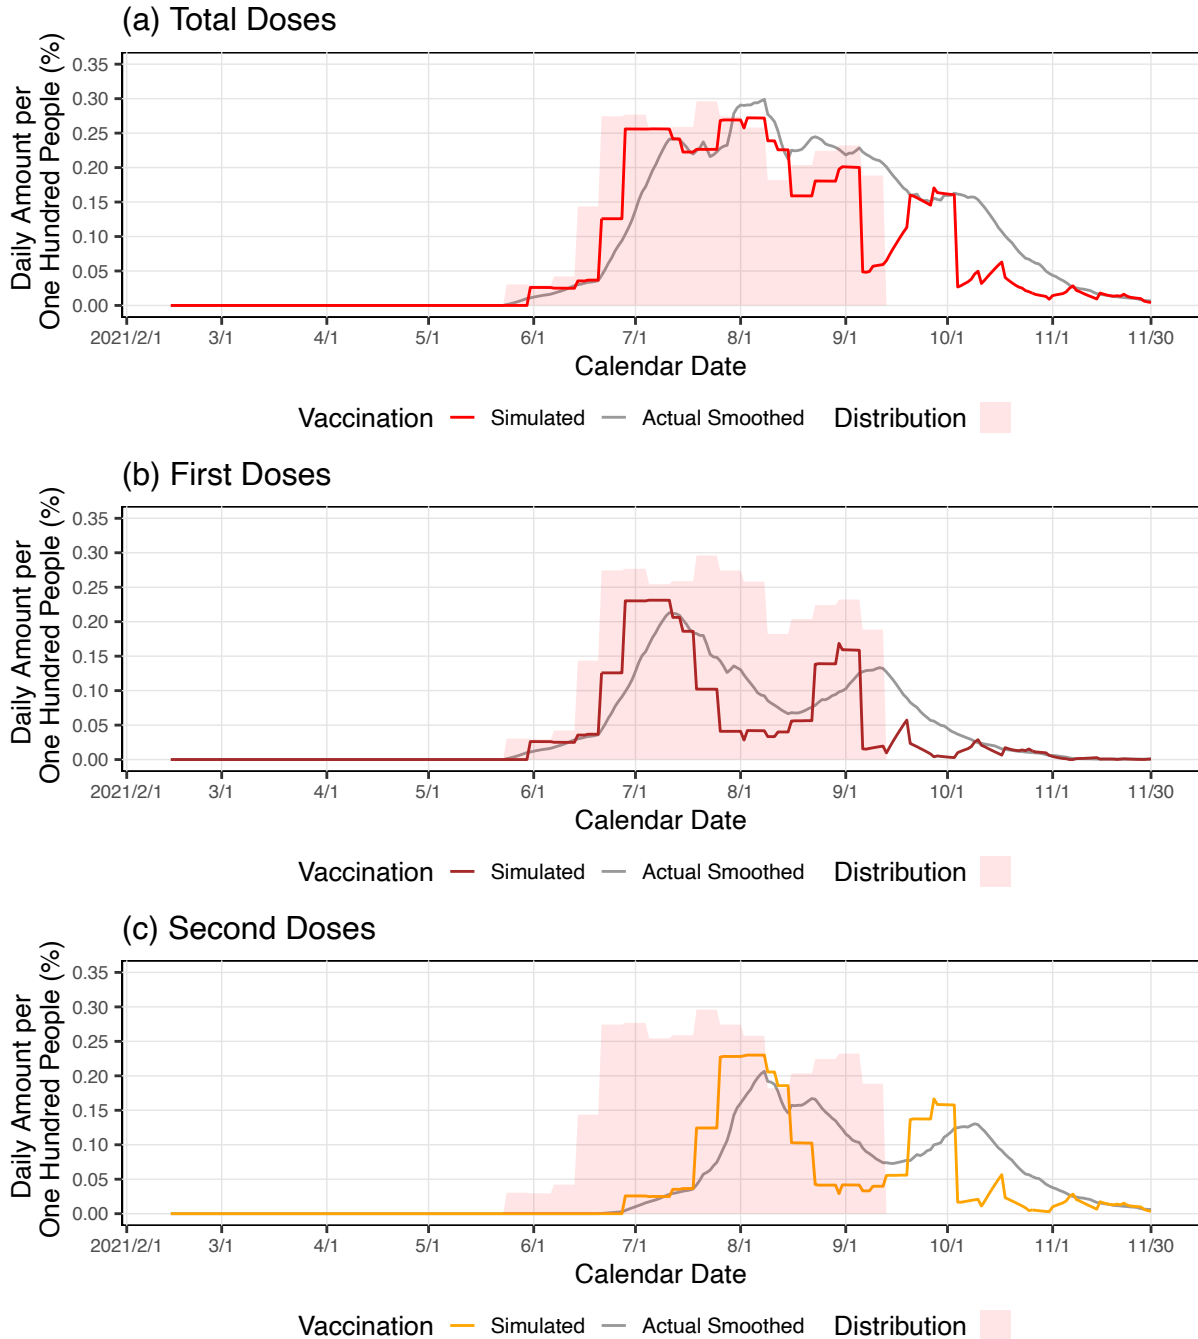 (a) Total Doses
Daily Amount per
One Hundred People (%)
0.35
0.30
0.25
0.20
0.15
0.10
0.05
0.00
2021/2/1 3/1 4/1 5/1 6/1 7/1 8/1 9/1 10/1 11/1 11/30
Calendar Date
Vaccination Simulated Actual Smoothed Distribution
(b) First Doses
Daily Amount per
One Hundred People (%)
0.35
0.30
0.25
0.20
0.15
0.10
0.05
0.00
2021/2/1 3/1 4/1 5/1 6/1 7/1 8/1 9/1 10/1 11/1 11/30
Calendar Date
Vaccination Simulated Actual Smoothed Distribution
(c) Second Doses
Daily Amount per
One Hundred People (%)
0.35
0.30
0.25
0.20
0.15
0.10
0.05
0.00
2021/2/1 3/1 4/1 5/1 6/1 7/1 8/1 9/1 10/1 11/1 11/30
Calendar Date
Vaccination Simulated Actual Smoothed Distribution